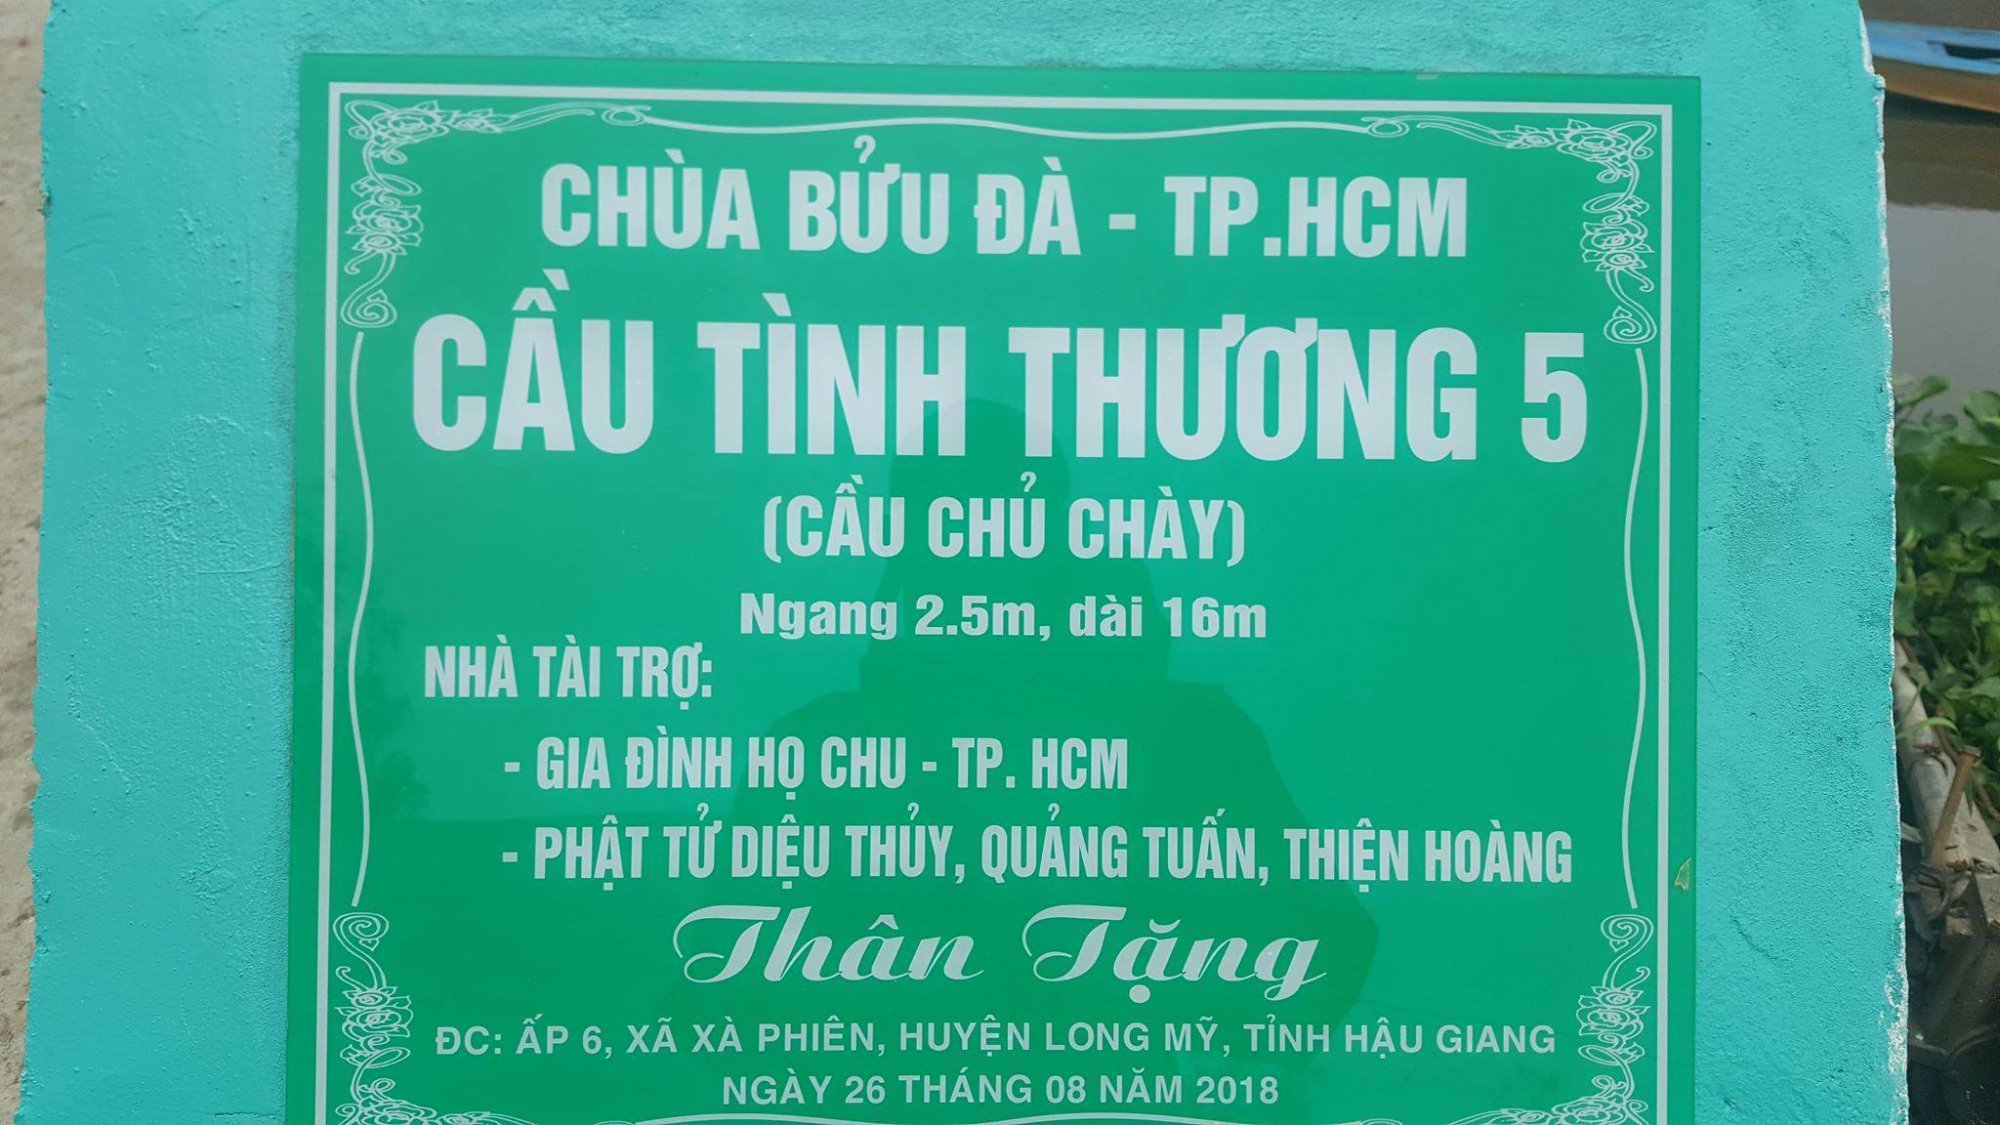 CHÙA BỬU ĐÀ - TP.HCM
CẦU TÌNH THƯƠNG 5
(CẦU CHỦ CHÀY)
Ngang 2.5m, dài 16m
NHÀ TÀI TRỢ:
- GIA ĐÌNH HỌ CHU - TP. HCM
- PHẬT TỬ DIỆU THỦY, QUẢNG TUẤN, THIỆN HOÀNG
Thân Tặng
ĐC: ẤP 6, XÃ XÀ PHIÊN, HUYỆN LONG MỸ, TỈNH HẬU GIANG
NGÀY 26 THÁNG 08 NĂM 2018